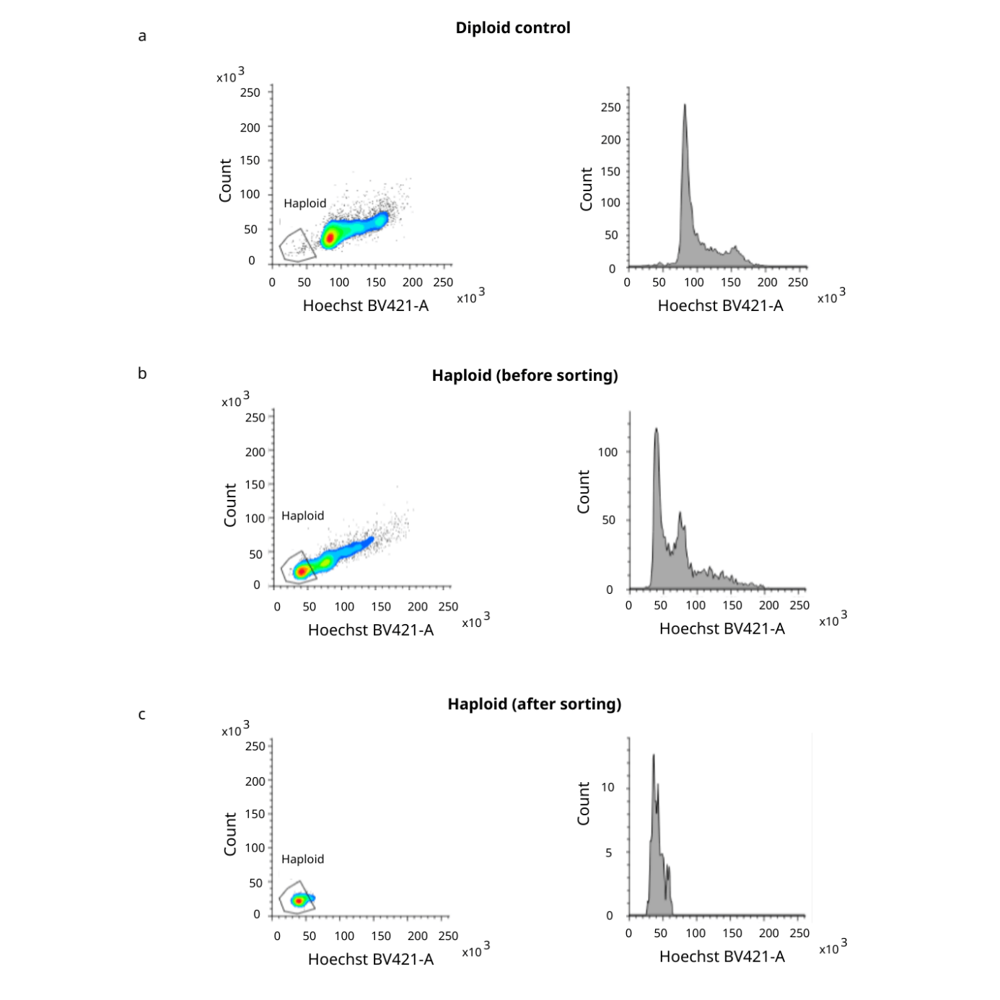 a
Diploid control
x10 3
250
200
150
100
50
0
Count
Haploid
0 50 100 150 200 250
x10 3
Hoechst BV421-A
250
200
150
100
50
0
Count
0 50 100 150 200 250
x10 3
Hoechst BV421-A
b
Haploid (before sorting)
x10 3
250
200
150
100
50
0
Count
Haploid
0 50 100 150 200 250
x10 3
Hoechst BV421-A
100
50
0
Count
0 50 100 150 200 250
x10 3
Hoechst BV421-A
c
Haploid (after sorting)
x10 3
250
200
150
100
50
0
Count
Haploid
0 50 100 150 200 250
x10 3
Hoechst BV421-A
10
5
0
Count
0 50 100 150 200 250
x10 3
Hoechst BV421-A